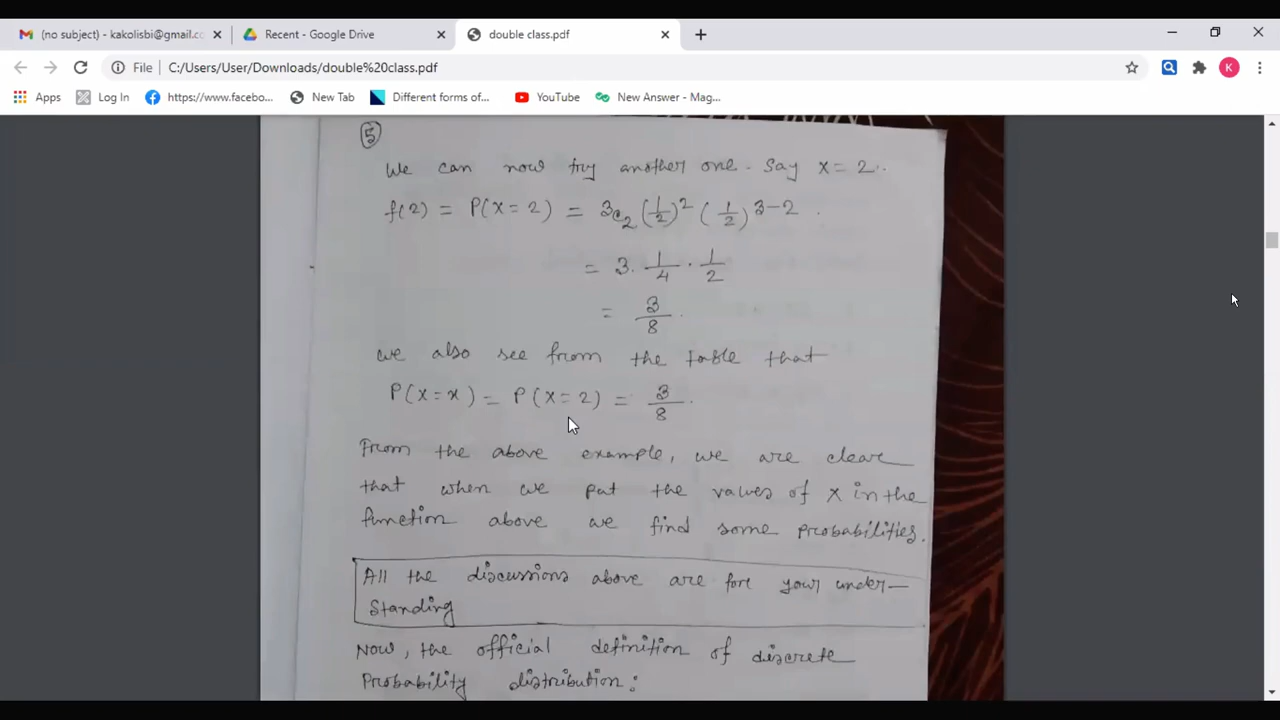 (no subject) - kakolisbi@gmail.co
Recent - Google Drive
double class.pdf
File
C:/Users/User/Downloads/double%20class.pdf
K
Apps
Log In
https://www.facebo...
New Tab
Different forms of...
YouTube
New Answer - Mag...
5
We can now try another one. Say x = 2.
f(2) = P(X = 2) = 3c₂ (1/2)² (1/2)³⁻²
= 3. 1/4 . 1/2
= 3/8.
We also see from the table that
P(X = x) = P(X = 2) = 3/8.
From the above example, we are clear
that when we put the values of X in the
function above we find some probabilities.
All the discussions above are for your under-
standing
Now, the official definition of discrete
Probability distribution: